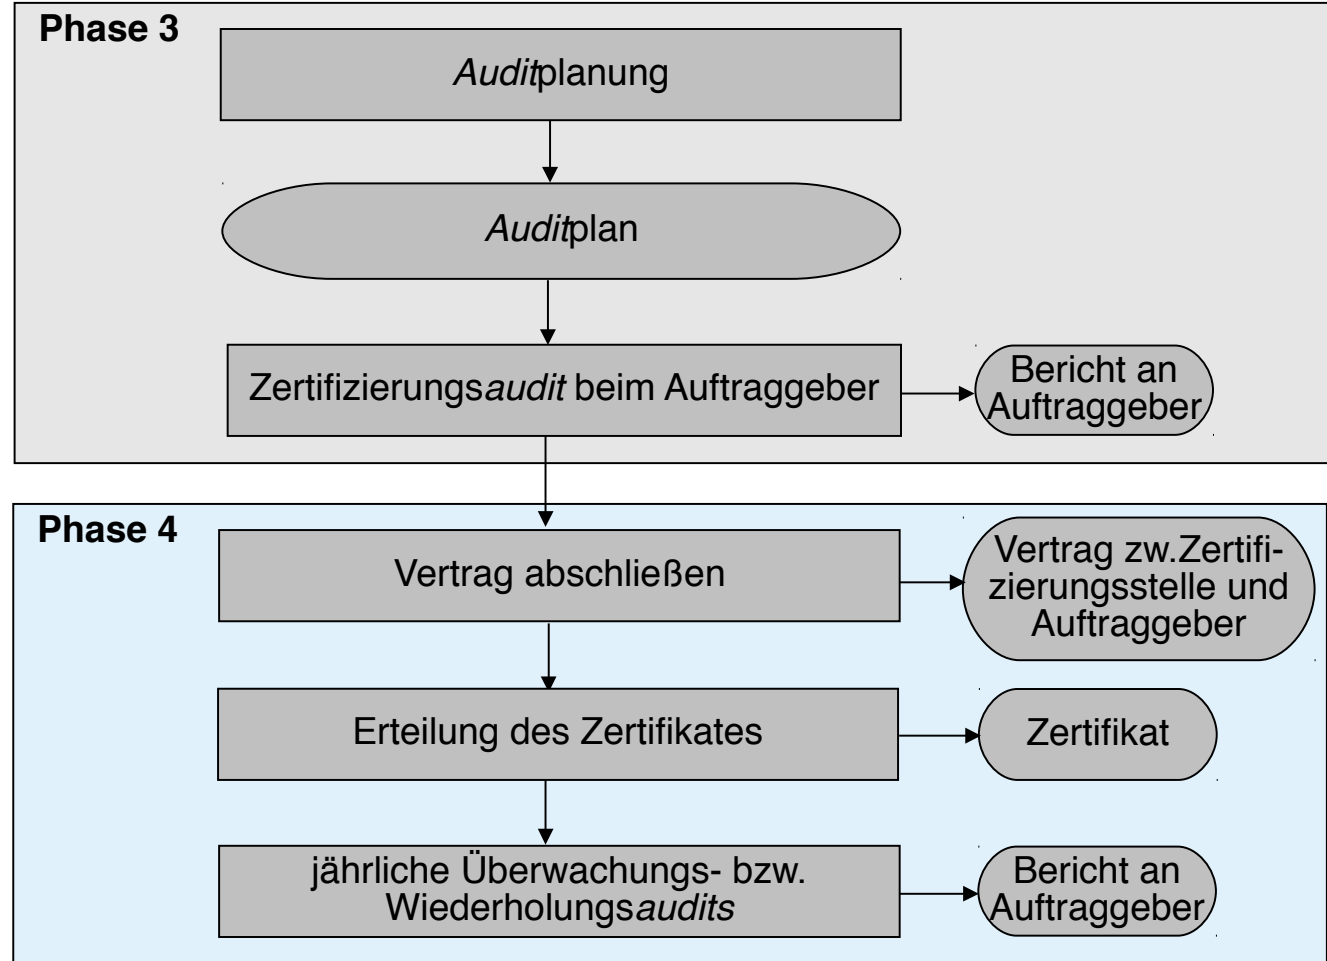 Phase 3
Auditplanung
Auditplan
Zertifizierungsaudit beim Auftraggeber
Bericht an
Auftraggeber
Phase 4
Vertrag abschließen
Vertrag zw.Zertifi-
zierungsstelle und
Auftraggeber
Erteilung des Zertifikates
Zertifikat
jährliche Überwachungs- bzw.
Wiederholungsaudits
Bericht an
Auftraggeber